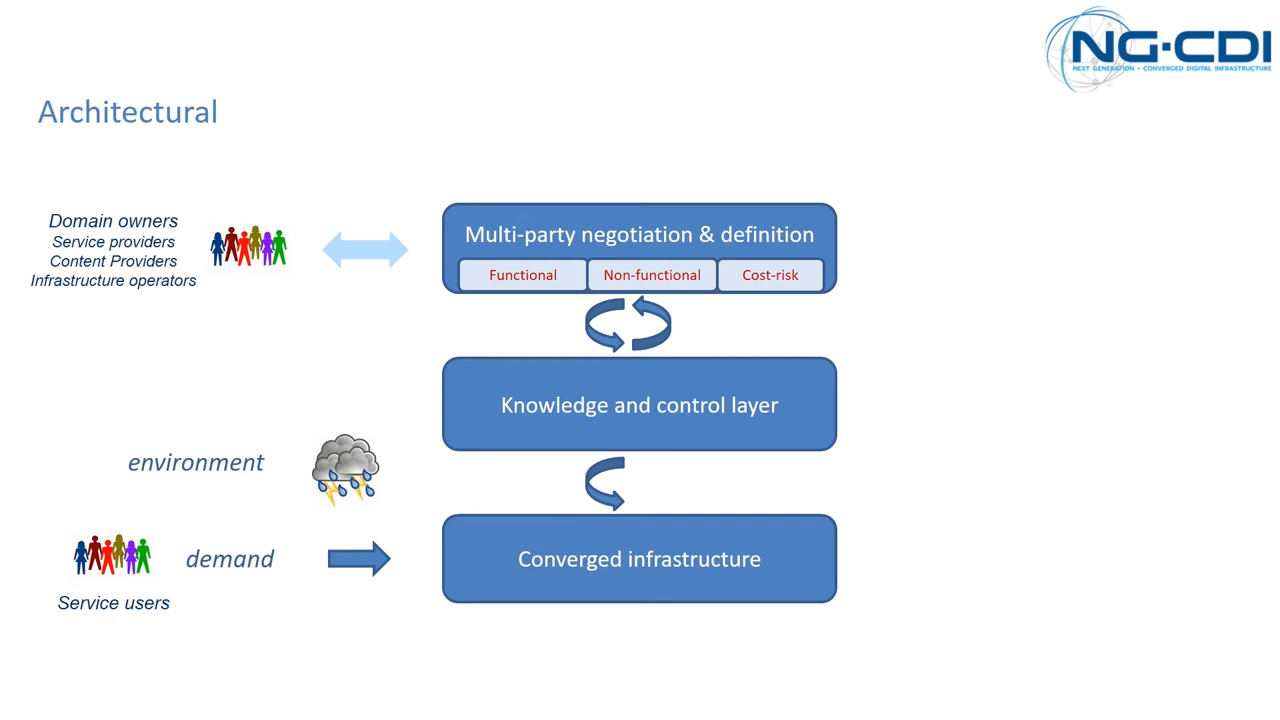 NG·CDI
NEXT GENERATION · CONVERGED DIGITAL INFRASTRUCTURE
Architectural
Domain owners
Service providers
Content Providers
Infrastructure operators
Multi-party negotiation & definition
Functional
Non-functional
Cost-risk
Knowledge and control layer
environment
demand
Service users
Converged infrastructure